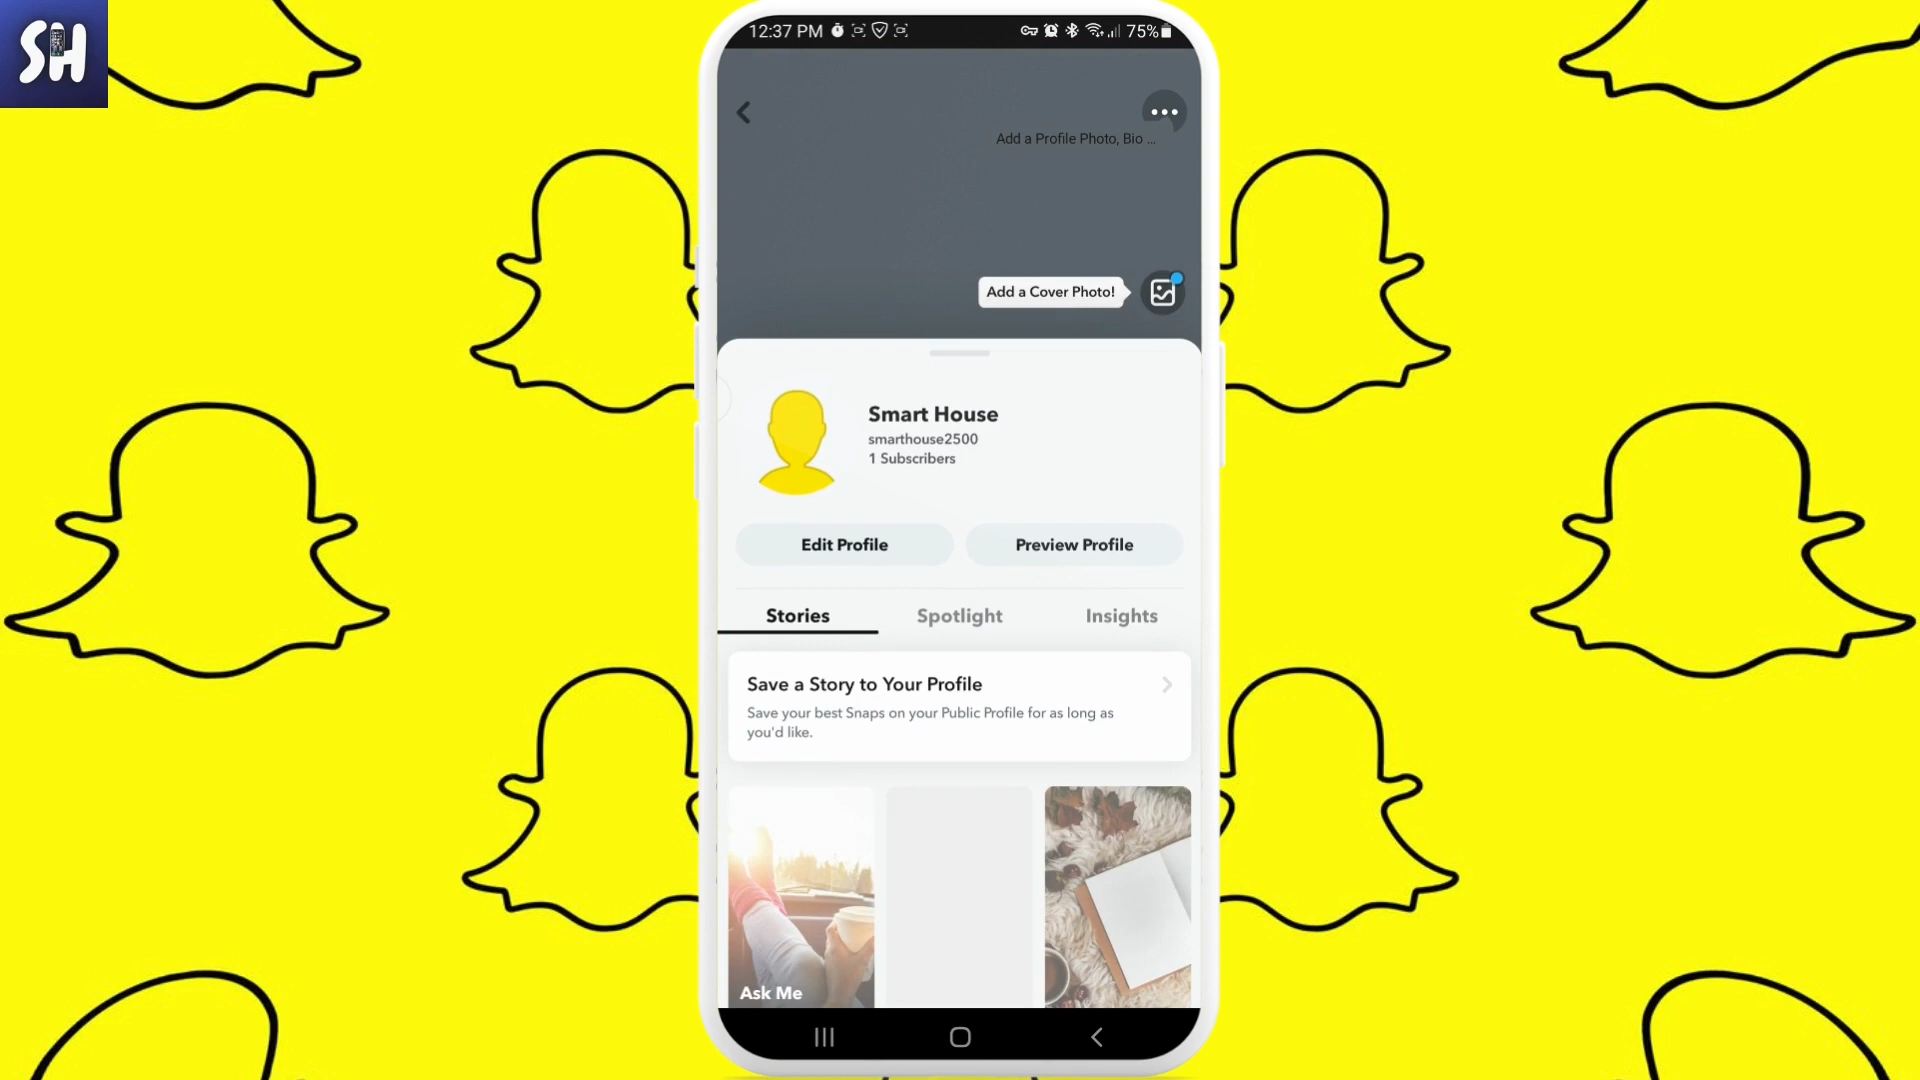 SH
12:37 PM
75%
Add a Profile Photo, Bio ...
Add a Cover Photo!
Smart House
smarthouse2500
1 Subscribers
Edit Profile
Preview Profile
Stories
Spotlight
Insights
Save a Story to Your Profile
Save your best Snaps on your Public Profile for as long as
you'd like.
Ask Me